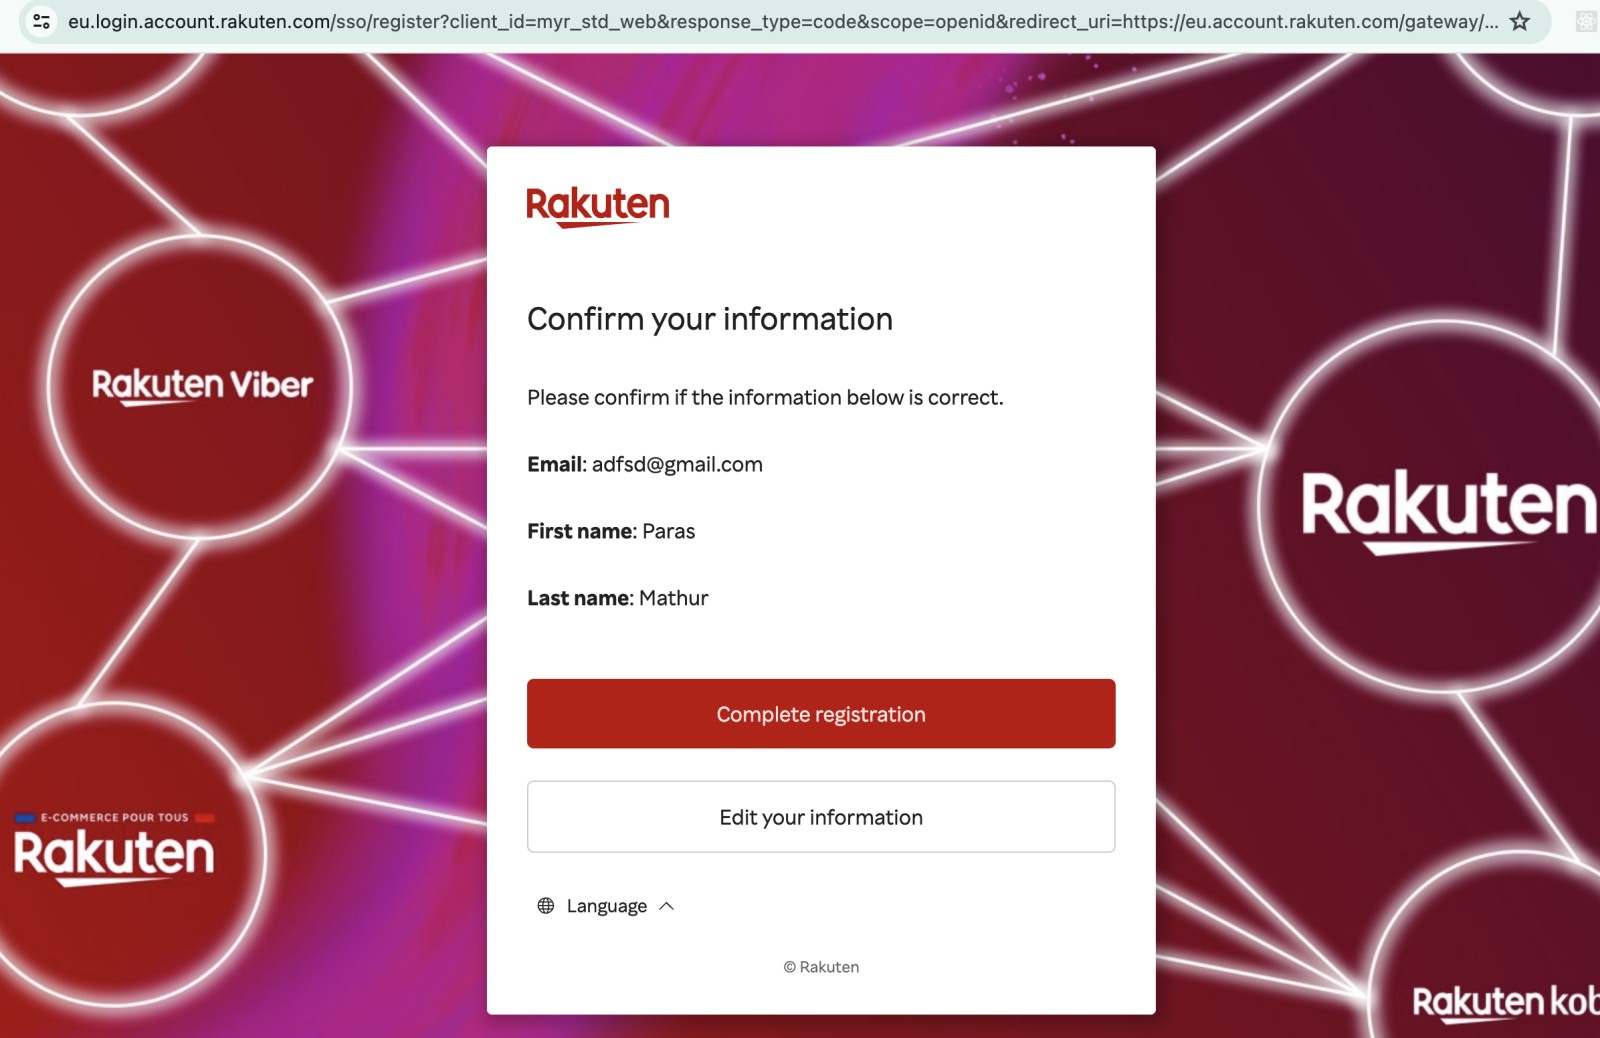 eu.login.account.rakuten.com/sso/register?client_id=myr_std_web&response_type=code&scope=openid&redirect_uri=https://eu.account.rakuten.com/gateway/...
Rakuten
Confirm your information
Please confirm if the information below is correct.
Email: adfsd@gmail.com
First name: Paras
Last name: Mathur
Complete registration
Edit your information
Language
© Rakuten
Rakuten Viber
E-COMMERCE POUR TOUS
Rakuten
Rakuten
Rakuten kob